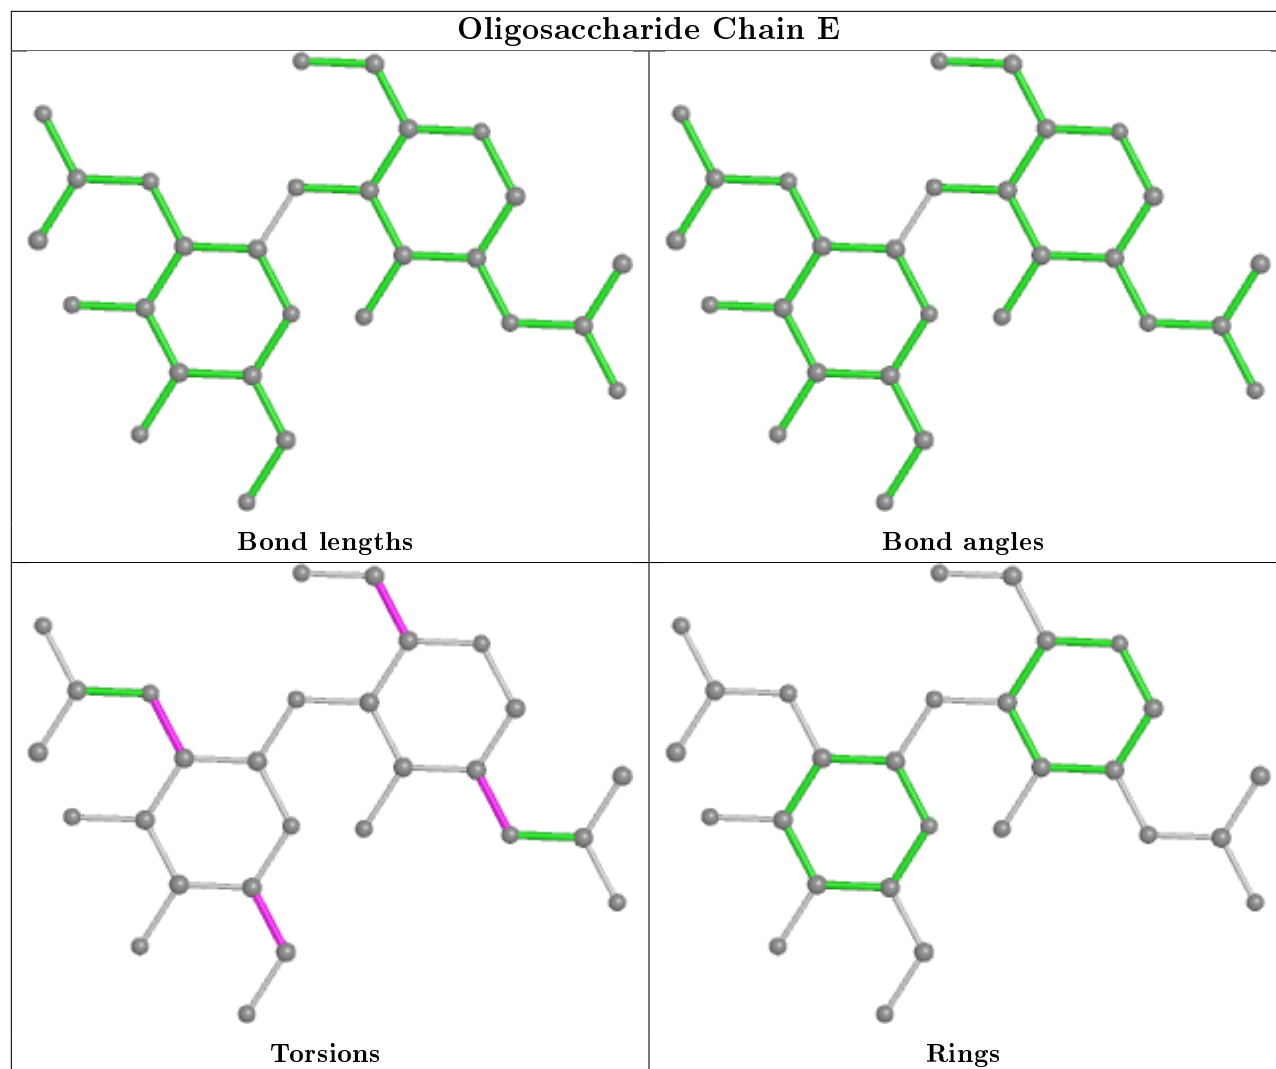 Oligosaccharide Chain E
Bond lengths
Bond angles
Torsions
Rings